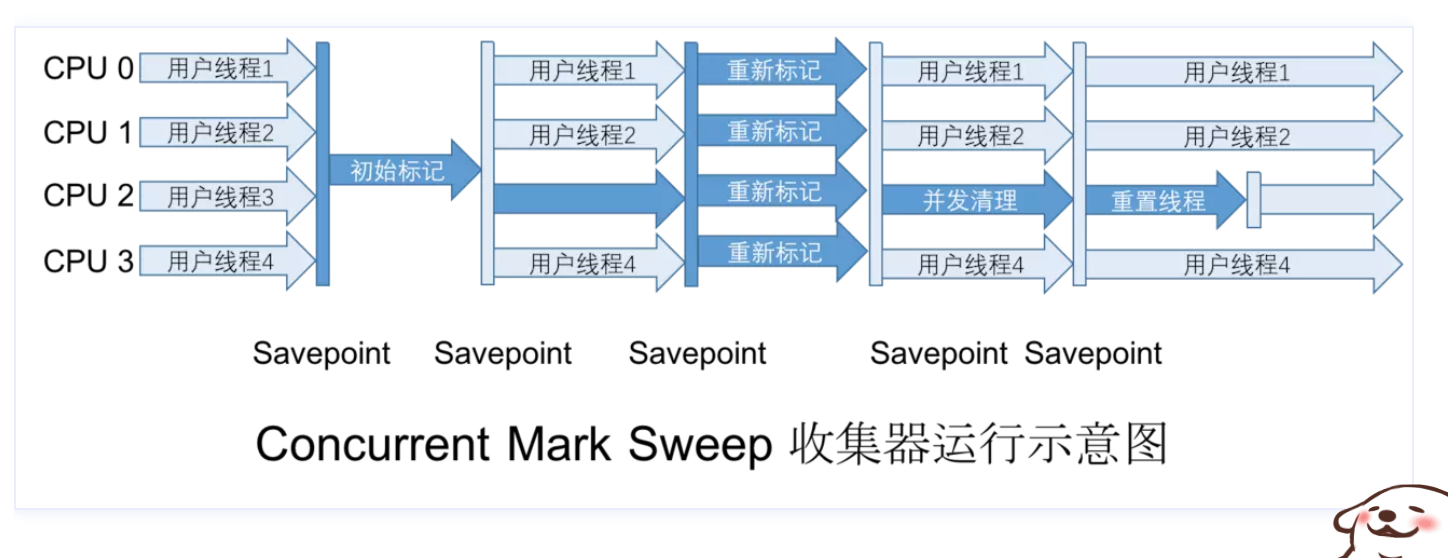 CPU 0 用户线程1 用户线程1 重新标记 用户线程1 用户线程1
CPU 1 用户线程2 用户线程2 重新标记 用户线程2 用户线程2
初始标记
CPU 2 用户线程3 重新标记 并发清理 重置线程
CPU 3 用户线程4 用户线程4 重新标记 用户线程4 用户线程4
Savepoint Savepoint Savepoint Savepoint Savepoint
Concurrent Mark Sweep 收集器运行示意图